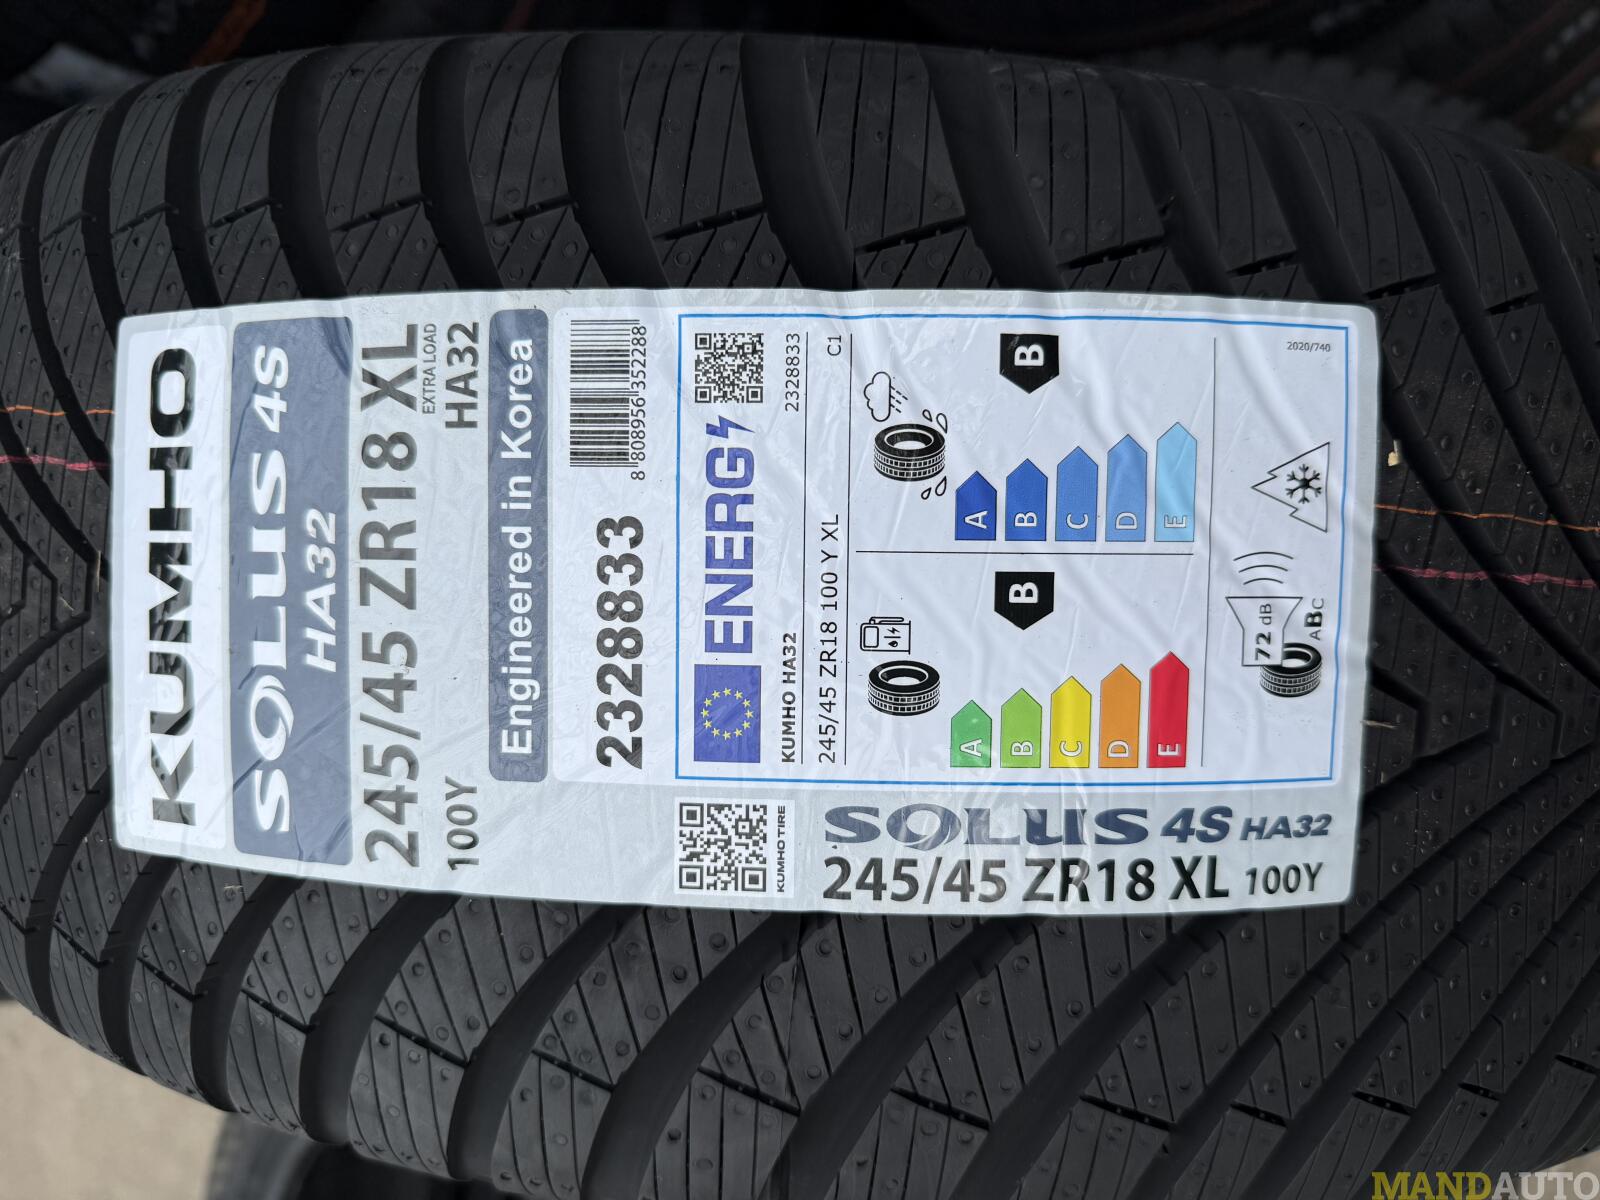 KUMHO
SOLUS 4S
HA32
245/45 ZR18 XL
EXTRA LOAD
100Y
HA32
Engineered in Korea
2328833
8 808956 352288
ENERG
KUMHO HA32
2328833
245/45 ZR18 100 Y XL
C1
B
A
B
C
D
E
B
A
B
C
D
E
2020/740
72 dB
ABC
KUMHO TIRE
SOLUS 4S HA32
245/45 ZR18 XL 100Y
MANDAUTO